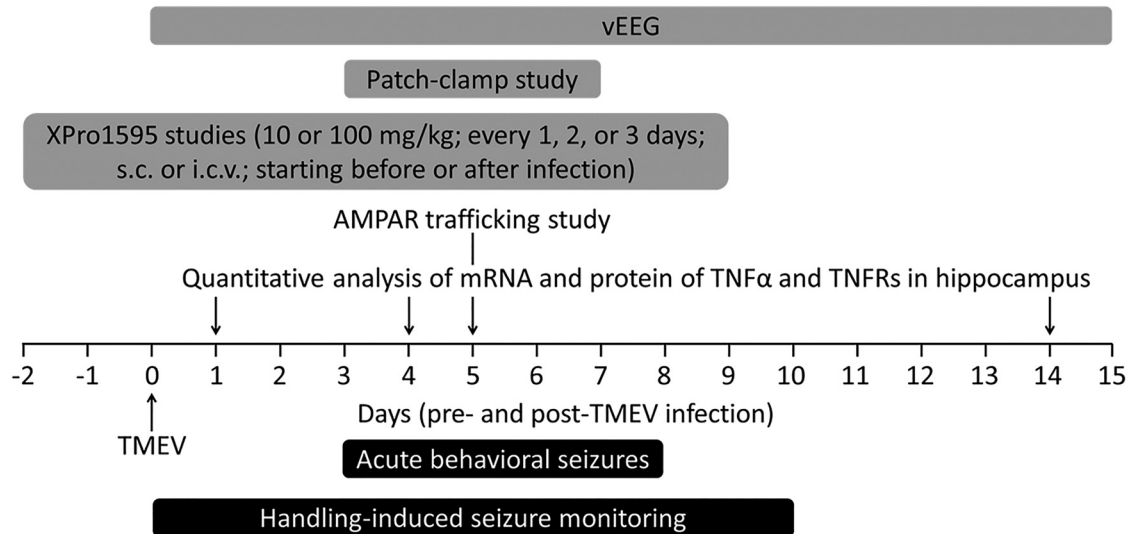 vEEG
Patch-clamp study
XPro1595 studies (10 or 100 mg/kg; every 1, 2, or 3 days;
s.c. or i.c.v.; starting before or after infection)
AMPAR trafficking study
Quantitative analysis of mRNA and protein of TNFα and TNFRs in hippocampus
-2 -1 0 1 2 3 4 5 6 7 8 9 10 11 12 13 14 15
Days (pre- and post-TMEV infection)
TMEV
Acute behavioral seizures
Handling-induced seizure monitoring